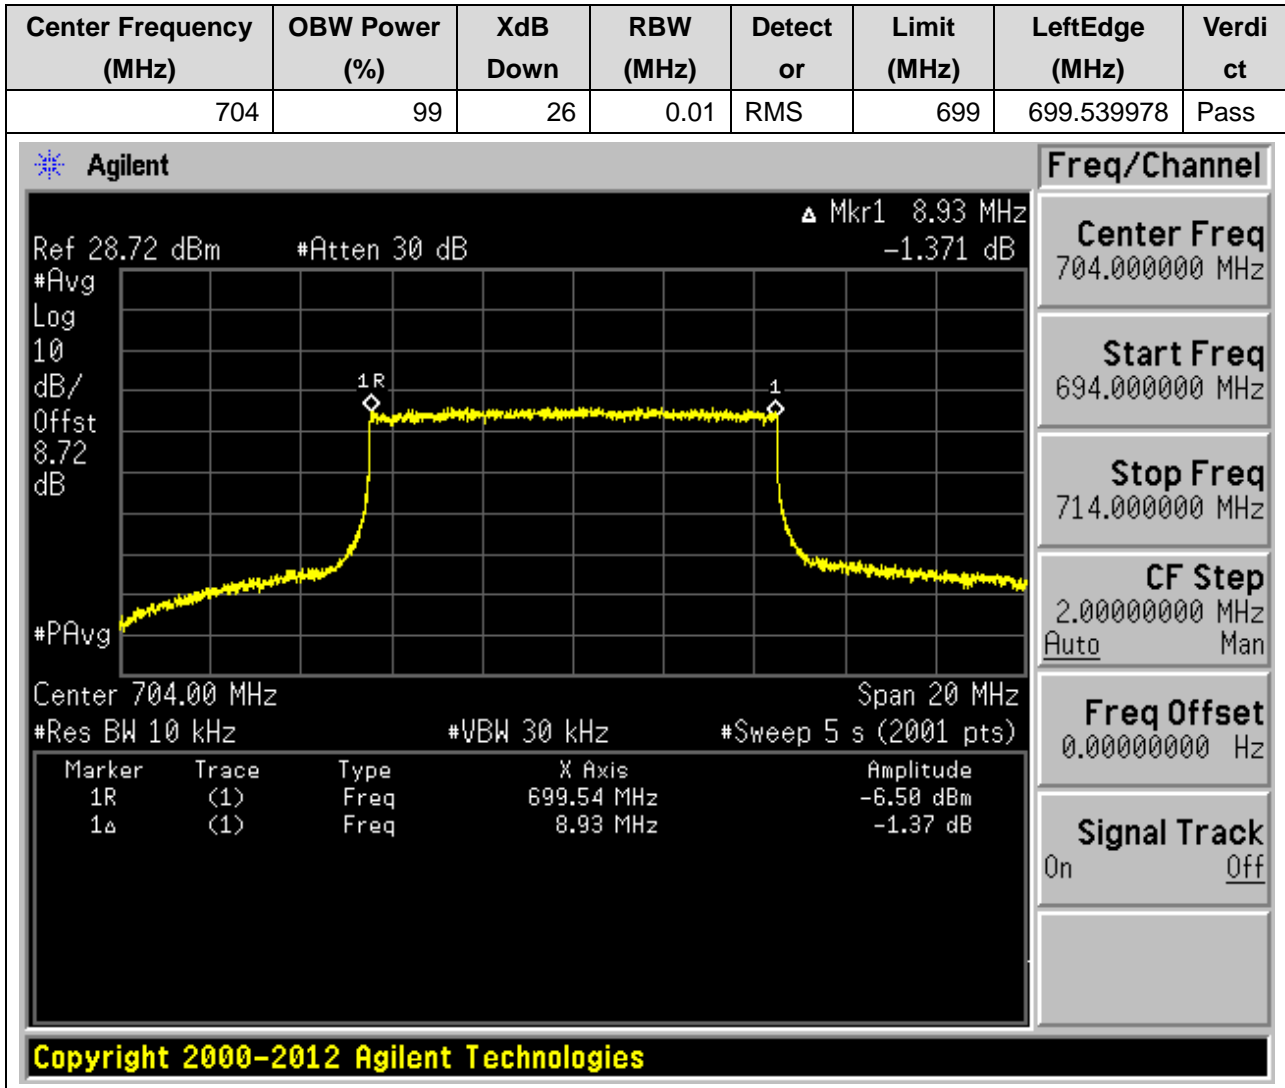 Center Frequency OBW Power XdB RBW Detect Limit LeftEdge Verdi
(MHz) (%) Down (MHz) or (MHz) (MHz) ct
704 99 26 0.01 RMS 699 699.539978 Pass
Agilent
Freq/Channel
Δ Mkr1 8.93 MHz
Ref 28.72 dBm #Atten 30 dB -1.371 dB
#Avg
Log
10
dB/
Offst
8.72
dB
#PAvg
1R
1
Center 704.00 MHz Span 20 MHz
#Res BW 10 kHz #VBW 30 kHz #Sweep 5 s (2001 pts)
Marker Trace Type X Axis Amplitude
1R (1) Freq 699.54 MHz -6.50 dBm
1Δ (1) Freq 8.93 MHz -1.37 dB
Center Freq
704.000000 MHz
Start Freq
694.000000 MHz
Stop Freq
714.000000 MHz
CF Step
2.00000000 MHz
Auto Man
Freq Offset
0.00000000 Hz
Signal Track
On Off
Copyright 2000-2012 Agilent Technologies